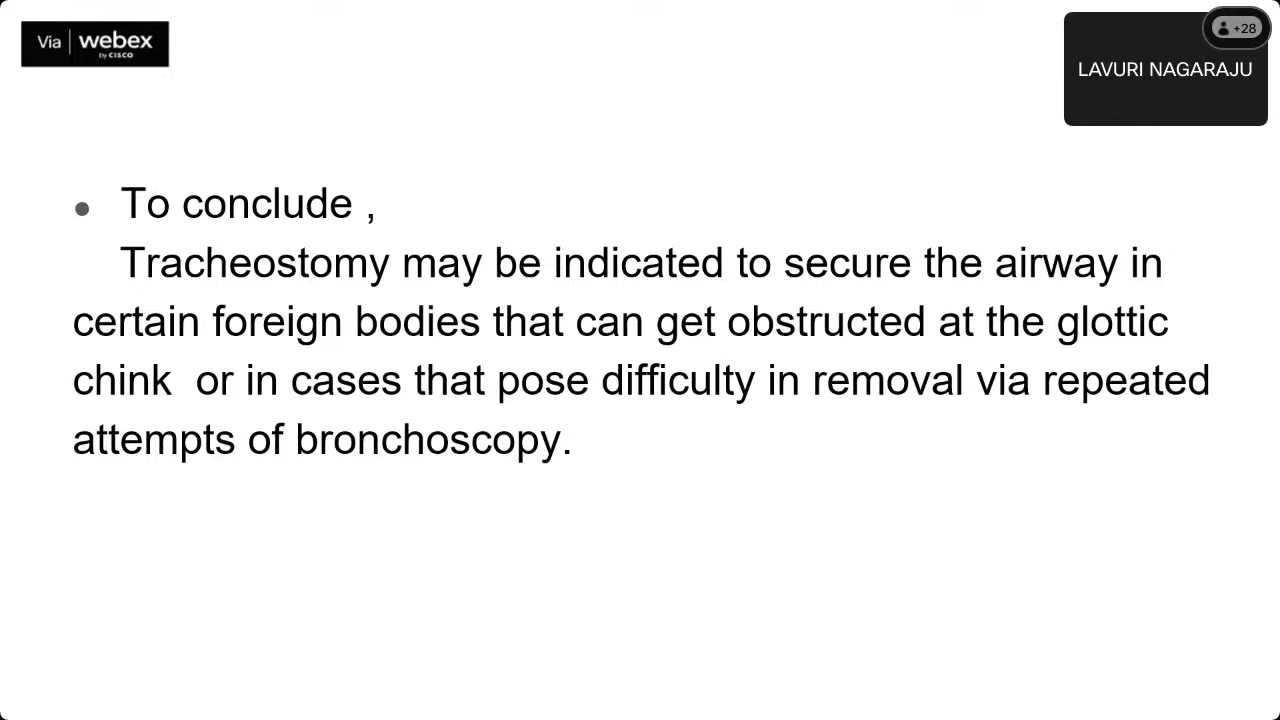 Via webex
by CISCO
+28
LAVURI NAGARAJU
• To conclude ,
Tracheostomy may be indicated to secure the airway in
certain foreign bodies that can get obstructed at the glottic
chink  or in cases that pose difficulty in removal via repeated
attempts of bronchoscopy.